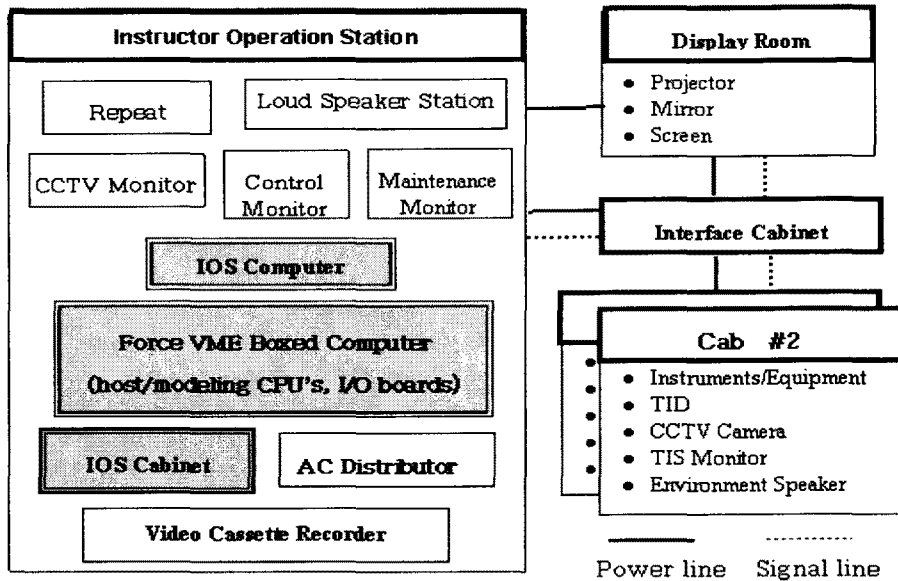 Instructor Operation Station
Repeat
Loud Speaker Station
CCTV Monitor
Control
Monitor
Maintenance
Monitor
IOS Computer
Force VME Boxed Computer
(host/modeling CPU's, I/O boards)
IOS Cabinet
AC Distributor
Video Cassette Recorder
Display Room
● Projector
● Mirror
● Screen
Interface Cabinet
Cab #2
● Instruments/Equipment
● TID
● CCTV Camera
● TIS Monitor
● Environment Speaker
Power line
Signal line